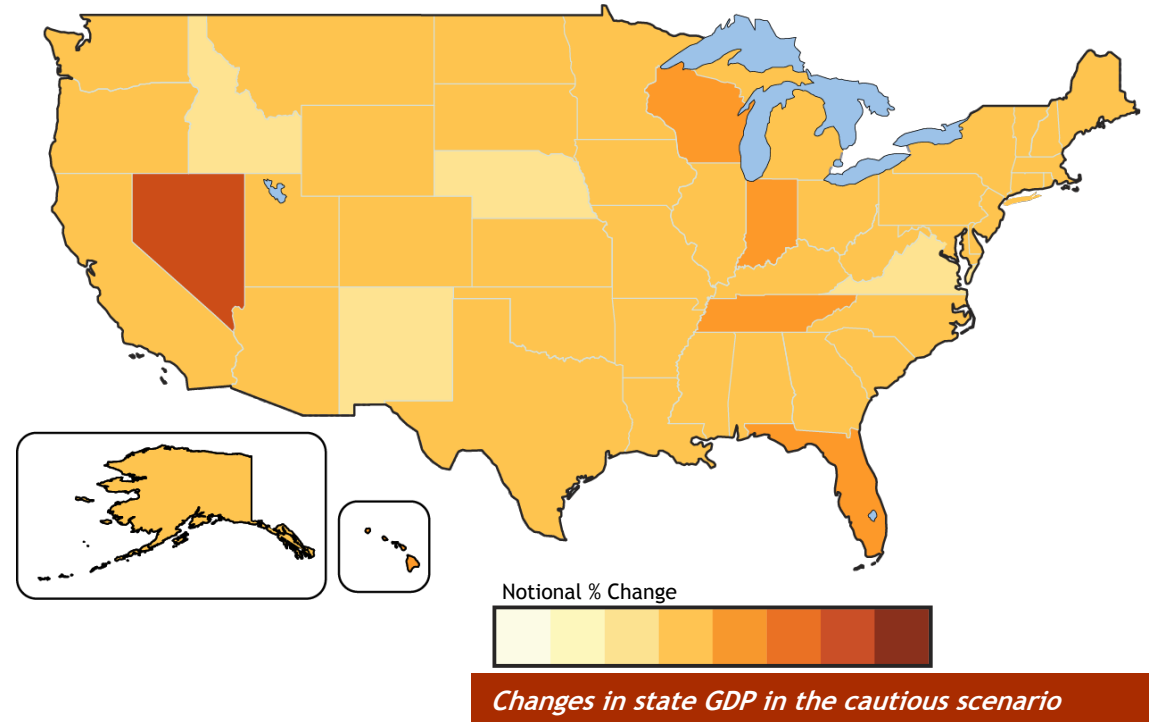 Notional % Change
Changes in state GDP in the cautious scenario